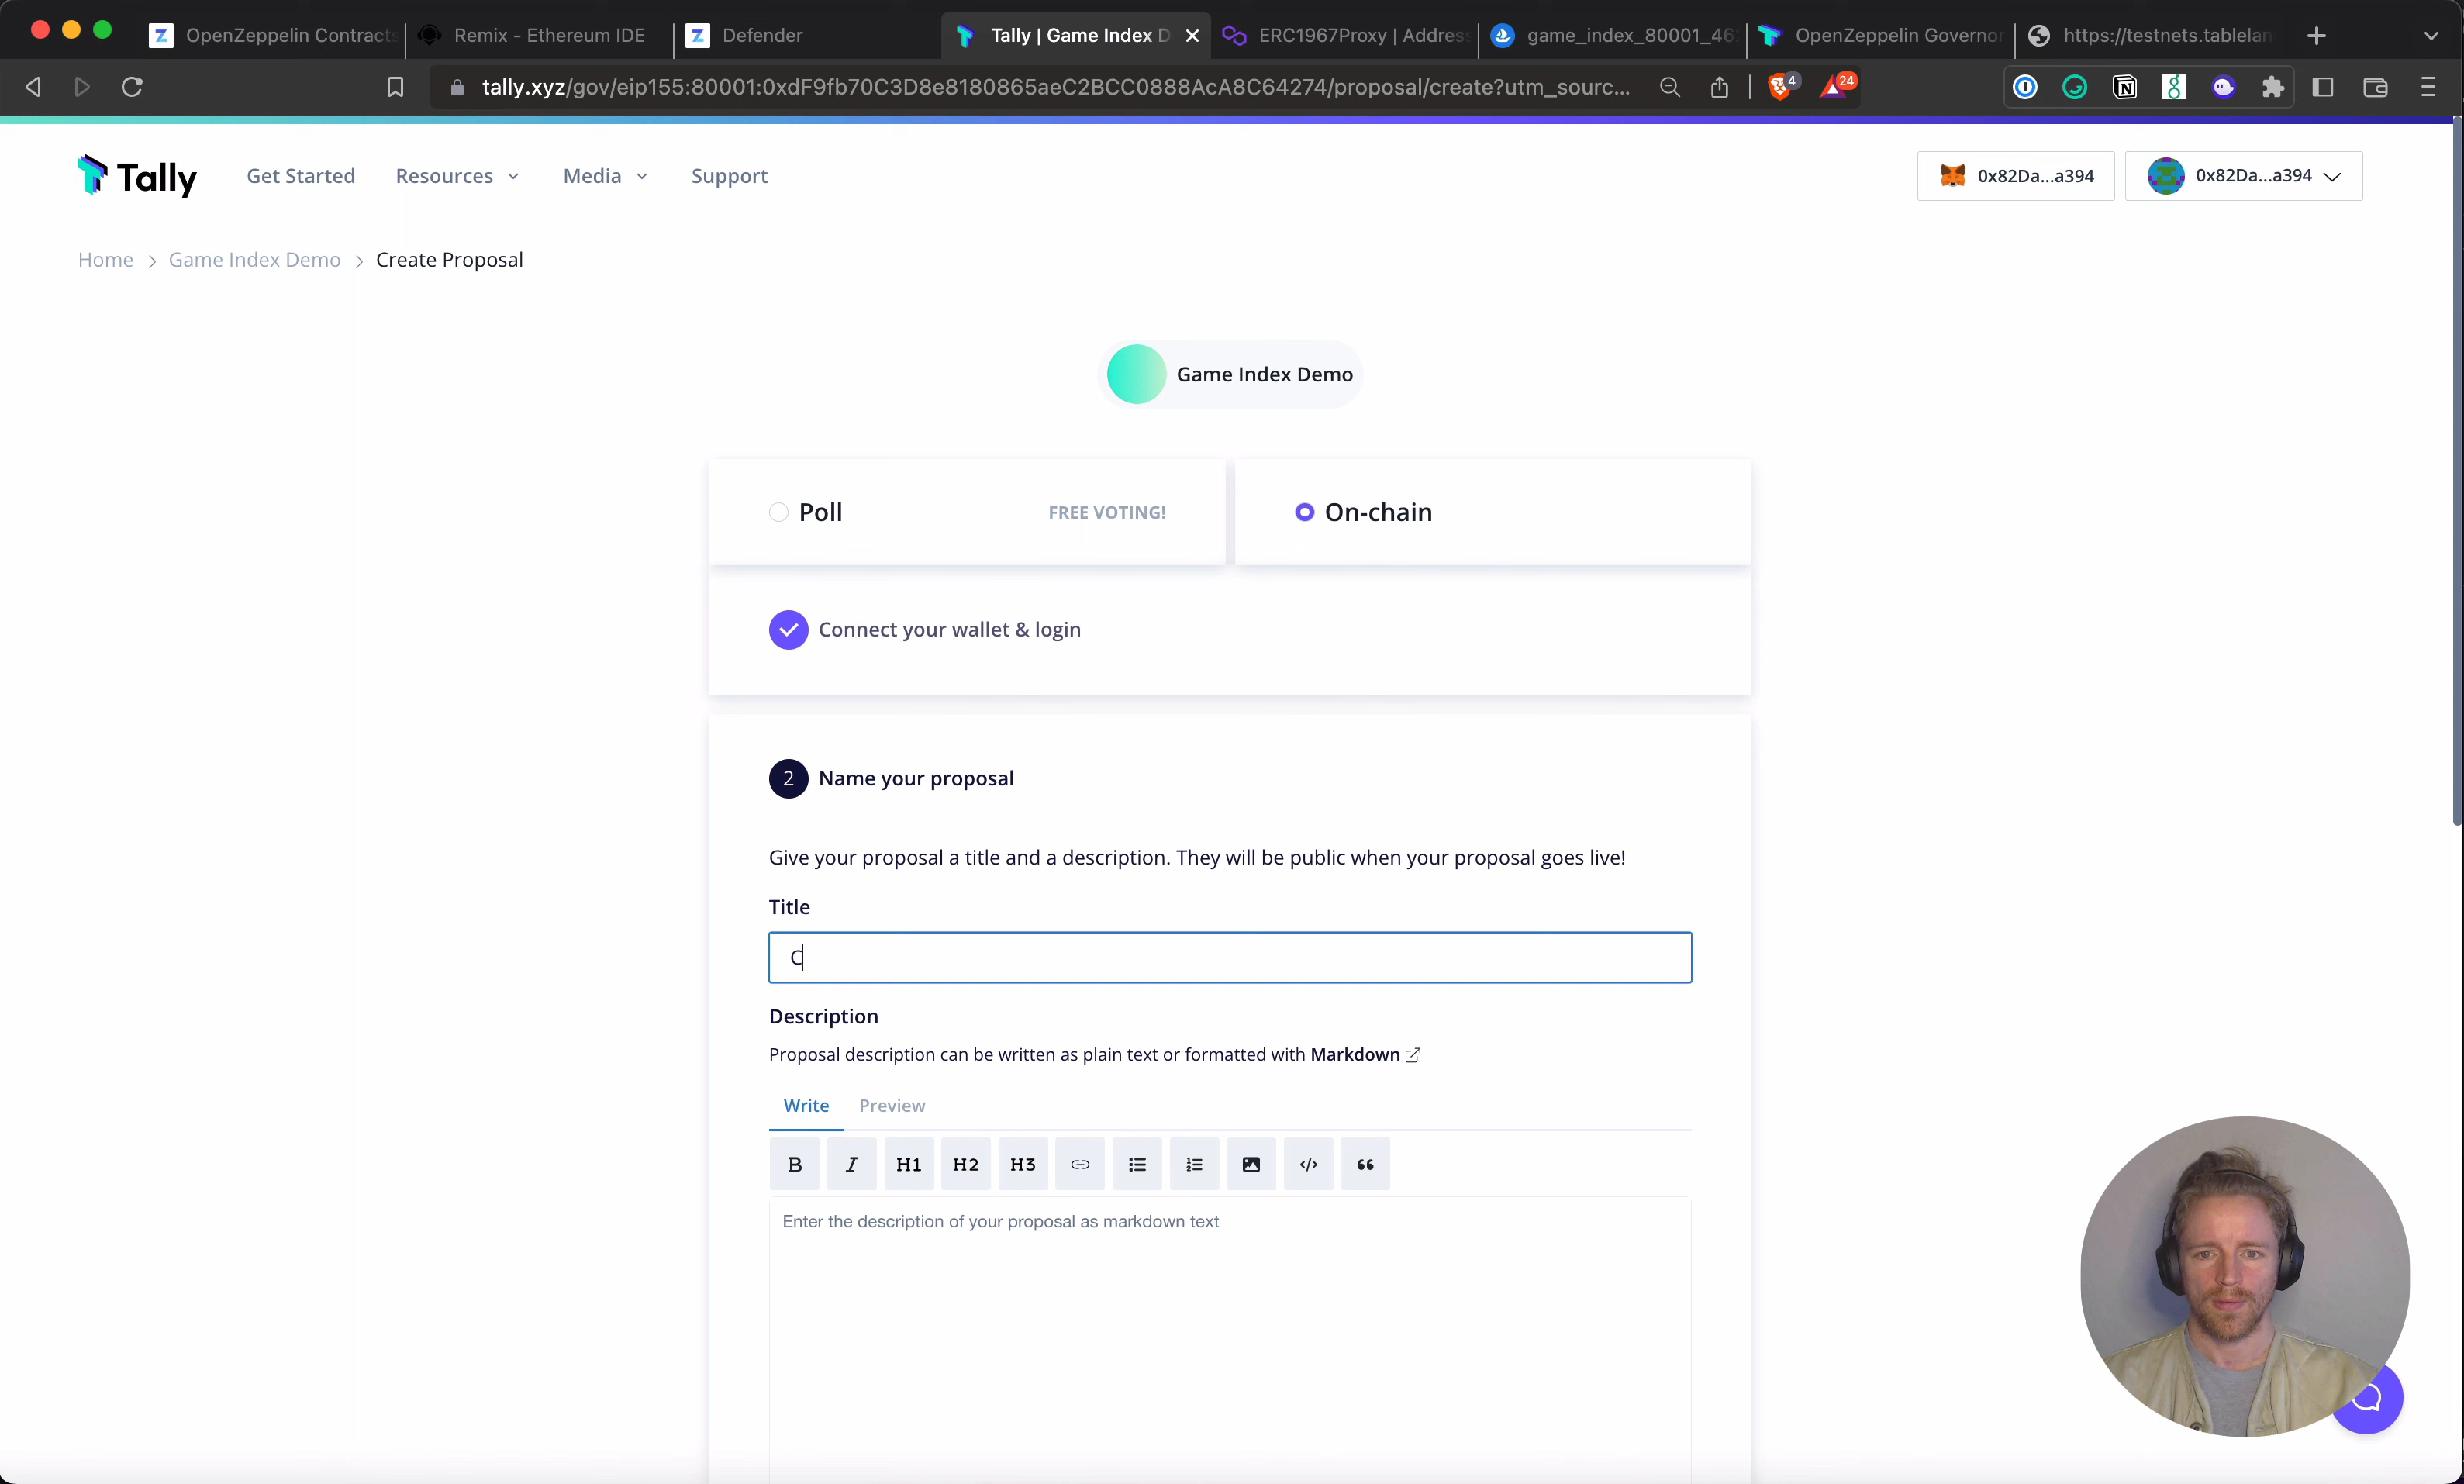 OpenZeppelin Contracts
Remix - Ethereum IDE
Defender
Tally | Game Index D
ERC1967Proxy | Address
game_index_80001_46
OpenZeppelin Governor
https://testnets.tablelan
tally.xyz/gov/eip155:80001:0xdF9fb70C3D8e8180865aeC2BCC0888AcA8C64274/proposal/create?utm_sourc...
4
24
Tally
Get Started
Resources
Media
Support
0x82Da...a394
0x82Da...a394
Home > Game Index Demo > Create Proposal
Game Index Demo
Poll
FREE VOTING!
On-chain
Connect your wallet & login
2 Name your proposal
Give your proposal a title and a description. They will be public when your proposal goes live!
Title
C
Description
Proposal description can be written as plain text or formatted with Markdown
Write
Preview
B I H1 H2 H3
Enter the description of your proposal as markdown text